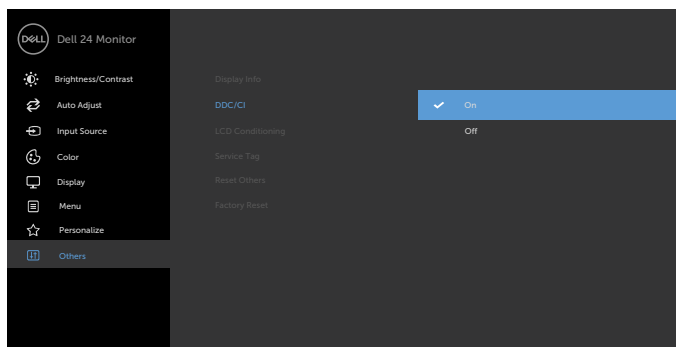 DELL Dell 24 Monitor
Brightness/Contrast
Auto Adjust
Input Source
Color
Display
Menu
Personalize
Others
Display Info
DDC/CI
LCD Conditioning
Service Tag
Reset Others
Factory Reset
On
Off